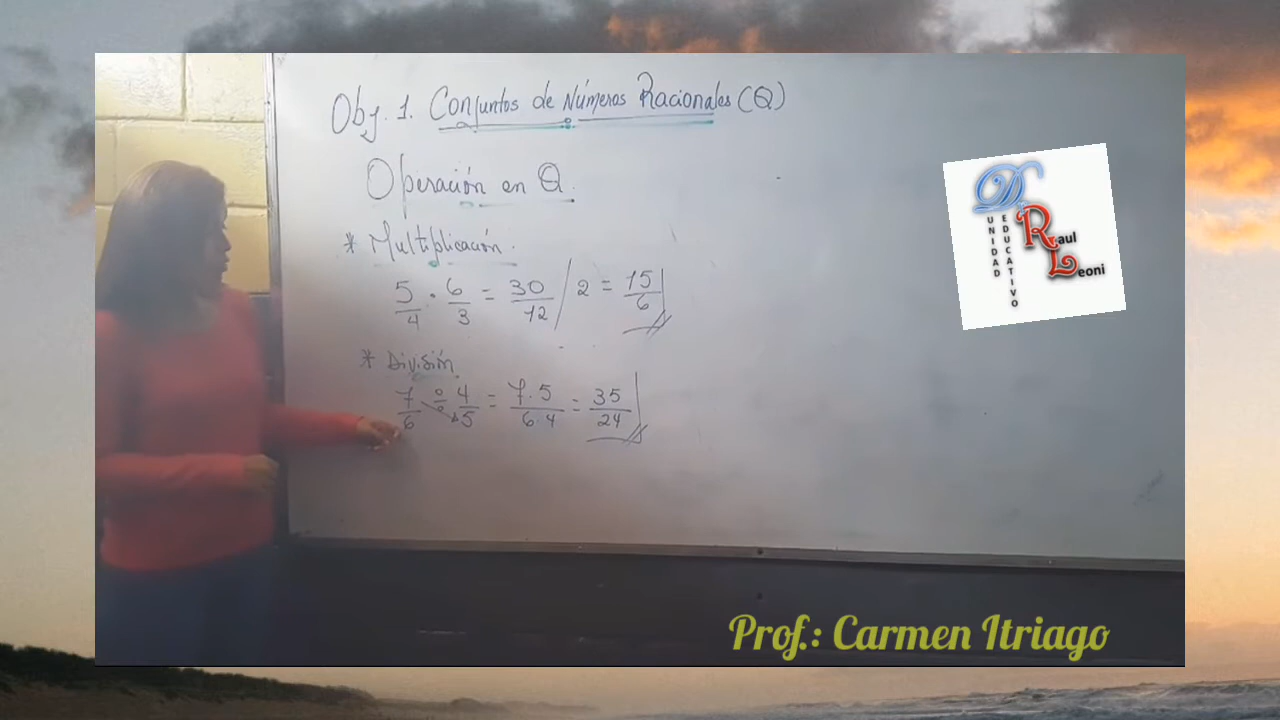 Obj. 1. Conjuntos de Números Racionales (Q)
Operación en Q.
* Multiplicación.
5/4 · 6/3 = 30/12 / 2 = 15/6
* División
7/6 ÷ 4/5 = 7·5/6·4 = 35/24
UNIDAD
EDUCATIVO
Dr
Raul
Leoni
Prof.: Carmen Itriago